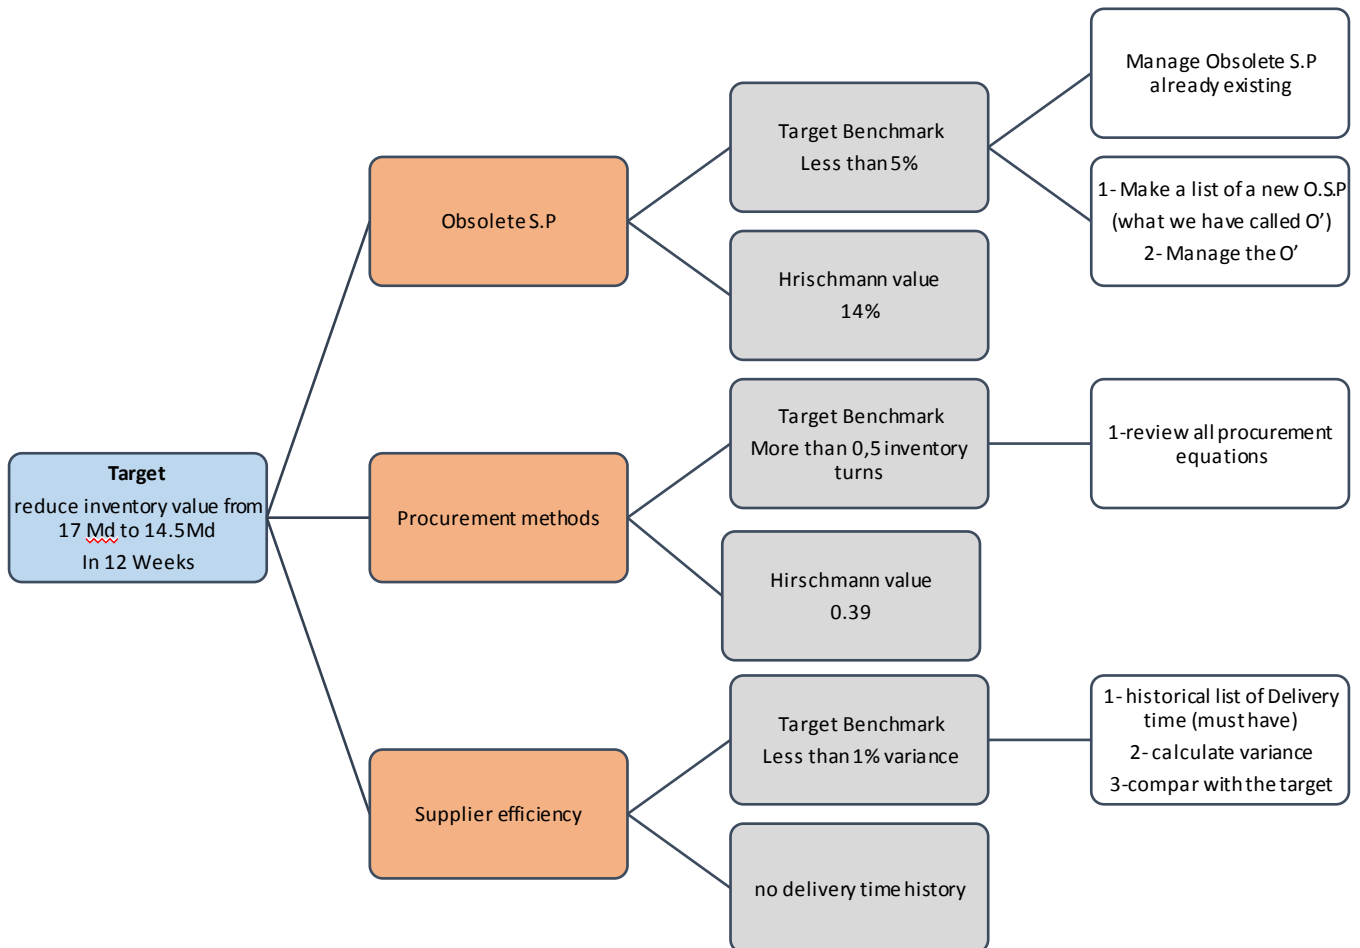 Target
reduce inventory value from
17 Md to 14.5Md
In 12 Weeks
Obsolete S.P
Target Benchmark
Less than 5%
Manage Obsolete S.P
already existing
1- Make a list of a new O.S.P
(what we have called O’)
2- Manage the O’
Hrischmann value
14%
Procurement methods
Target Benchmark
More than 0,5 inventory
turns
1-review all procurement
equations
Hirschmann value
0.39
Supplier efficiency
Target Benchmark
Less than 1% variance
1- historical list of Delivery
time (must have)
2- calculate variance
3-compar with the target
no delivery time history